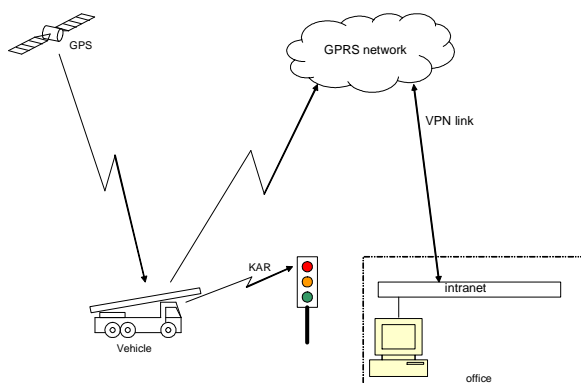 GPS
GPRS network
VPN link
KAR
intranet
Vehicle
office